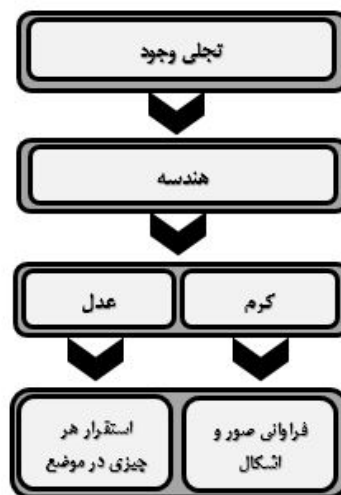 تجلی وجود
هندسه
کرم
عدل
فراوانی صور و
اشکال
استقرار هر
چیزی در موضع